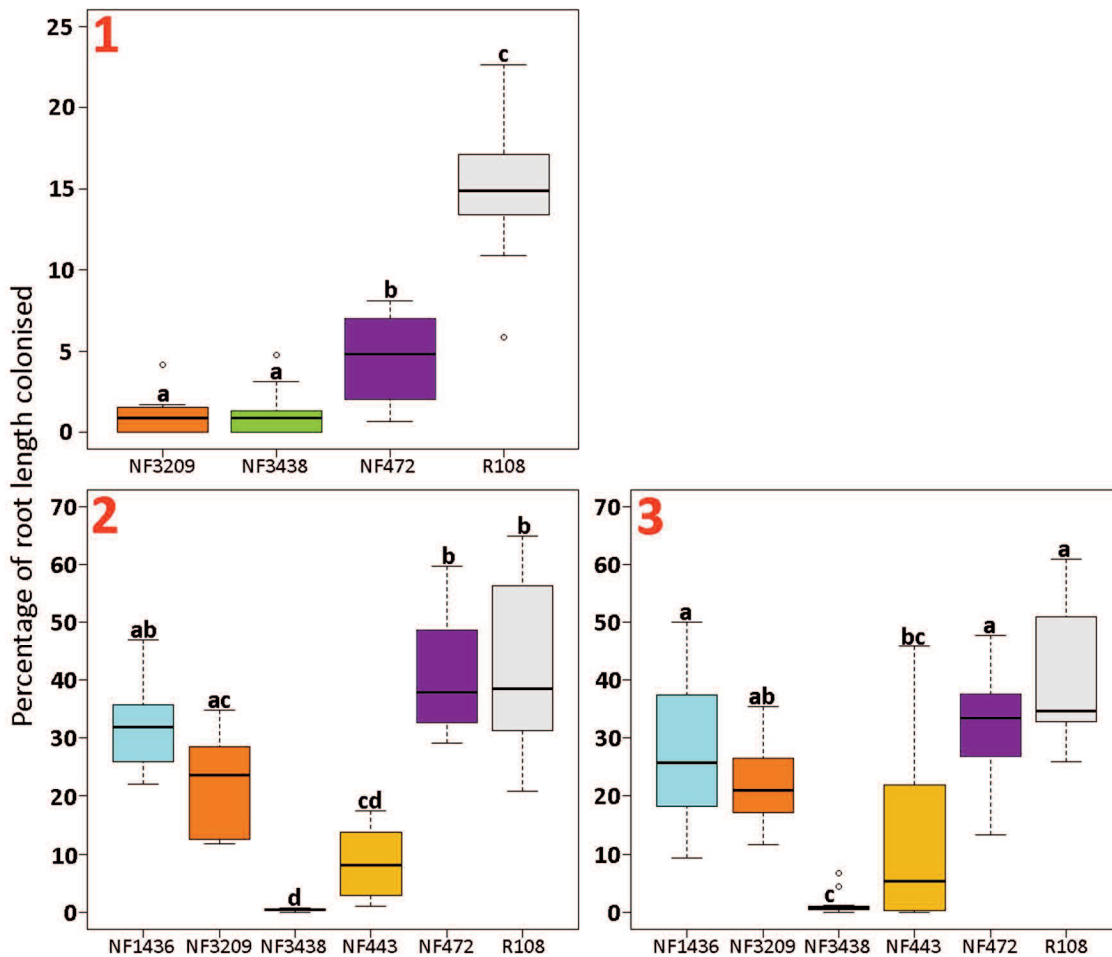 Percentage of root length colonised
1
25
20
15
10
5
0
a
a
b
c
NF3209 NF3438 NF472 R108
2
70
60
50
40
30
20
10
0
ab
ac
d
cd
b
b
NF1436 NF3209 NF3438 NF443 NF472 R108
3
70
60
50
40
30
20
10
0
a
ab
c
bc
a
a
NF1436 NF3209 NF3438 NF443 NF472 R108